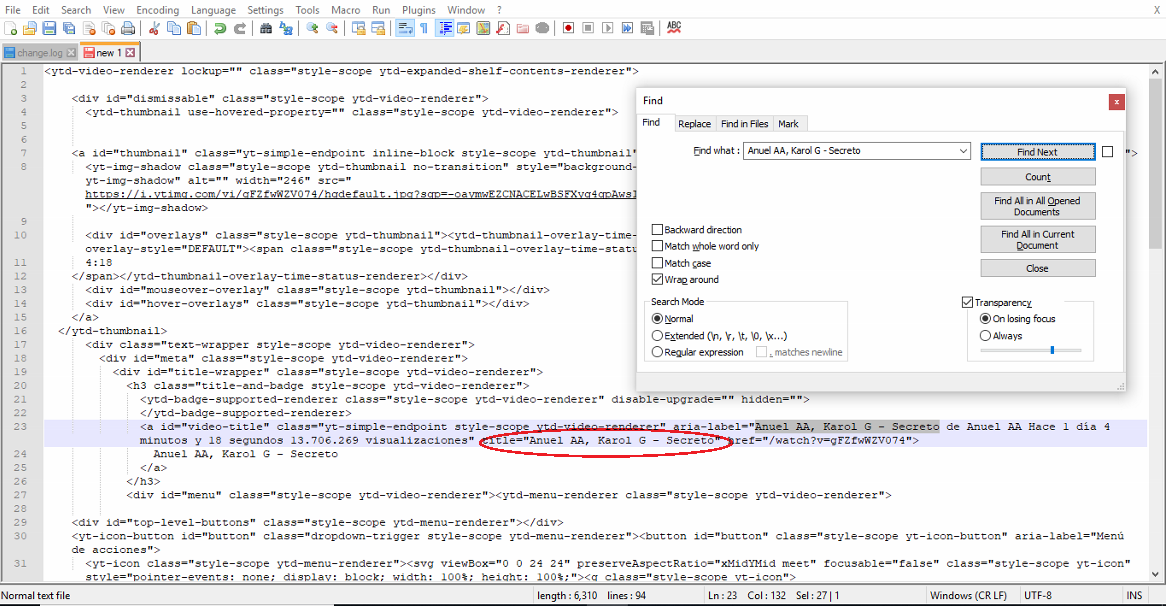 File Edit Search View Encoding Language Settings Tools Macro Run Plugins Window ? X
ABC
change.log new 1
1 <ytd-video-renderer lockup="" class="style-scope ytd-expanded-shelf-contents-renderer">
2
3 <div id="dismissable" class="style-scope ytd-video-renderer">
4 <ytd-thumbnail use-hovered-property="" class="style-scope ytd-video-renderer">
5
6
7 <a id="thumbnail" class="yt-simple-endpoint inline-block style-scope ytd-thumbnail" ">
8 <yt-img-shadow class="style-scope ytd-thumbnail no-transition" style="background-
yt-img-shadow" alt="" width="246" src="
https://i.ytimg.com/vi/gFZfwWZV074/hqdefault.jpg?sqp=-oaymwEZCNACELwBSFXyq4qpAws
"></yt-img-shadow>
9
10 <div id="overlays" class="style-scope ytd-thumbnail"><ytd-thumbnail-overlay-time-
overlay-style="DEFAULT"><span class="style-scope ytd-thumbnail-overlay-time-statu
11 4:18
12 </span></ytd-thumbnail-overlay-time-status-renderer></div>
13 <div id="mouseover-overlay" class="style-scope ytd-thumbnail"></div>
14 <div id="hover-overlays" class="style-scope ytd-thumbnail"></div>
15 </a>
16 </ytd-thumbnail>
17 <div class="text-wrapper style-scope ytd-video-renderer">
18 <div id="meta" class="style-scope ytd-video-renderer">
19 <div id="title-wrapper" class="style-scope ytd-video-renderer">
20 <h3 class="title-and-badge style-scope ytd-video-renderer">
21 <ytd-badge-supported-renderer class="style-scope ytd-video-renderer" disable-upgrade="" hidden="">
22 </ytd-badge-supported-renderer>
23 <a id="video-title" class="yt-simple-endpoint style-scope ytd-video-renderer" aria-label="Anuel AA, Karol G - Secreto de Anuel AA Hace 1 día 4
minutos y 18 segundos 13.706.269 visualizaciones" title="Anuel AA, Karol G - Secreto" href="/watch?v=gFZfwWZV074">
24 Anuel AA, Karol G - Secreto
25 </a>
26 </h3>
27 <div id="menu" class="style-scope ytd-video-renderer"><ytd-menu-renderer class="style-scope ytd-video-renderer">
28
29 <div id="top-level-buttons" class="style-scope ytd-menu-renderer"></div>
30 <yt-icon-button id="button" class="dropdown-trigger style-scope ytd-menu-renderer"><button id="button" class="style-scope yt-icon-button" aria-label="Menú
de acciones">
31 <yt-icon class="style-scope ytd-menu-renderer"><svg viewBox="0 0 24 24" preserveAspectRatio="xMidYMid meet" focusable="false" class="style-scope yt-icon"
style="pointer-events: none; display: block; width: 100%; height: 100%;"><g class="style-scope yt-icon">
Find x
Find Replace Find in Files Mark
Find what : Anuel AA, Karol G - Secreto Find Next
Count
Find All in All Opened
Documents
Find All in Current
Document
Close
Backward direction
Match whole word only
Match case
Wrap around
Search Mode
Normal
Extended (\n, \r, \t, \0, \x...)
Regular expression . matches newline
Transparency
On losing focus
Always
Normal text file length : 6,310 lines : 94 Ln : 23 Col : 132 Sel : 27 | 1 Windows (CR LF) UTF-8 INS